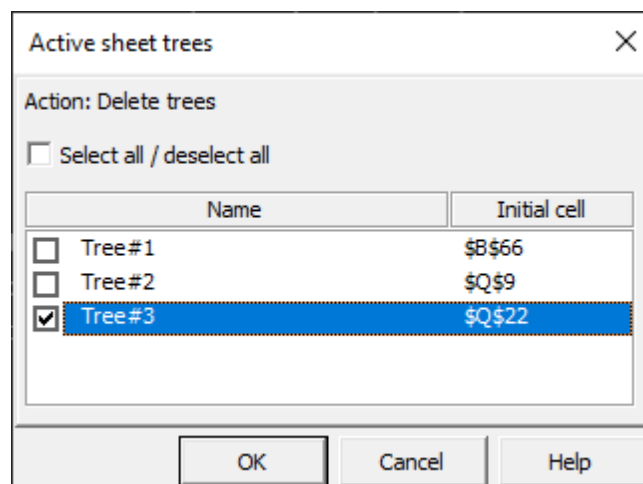 Active sheet trees
Action: Delete trees
Select all / deselect all
Name Initial cell
Tree#1 $B$66
Tree#2 $Q$9
Tree#3 $Q$22
OK Cancel Help